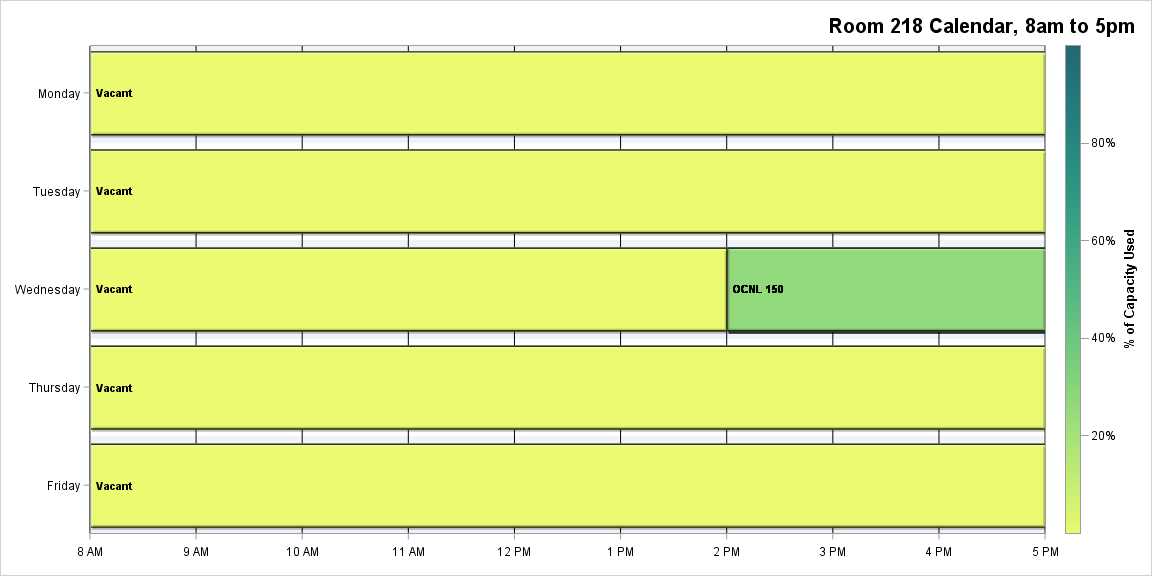 Room 218 Calendar, 8am to 5pm
Monday
Vacant
Tuesday
Vacant
Wednesday
Vacant
OCNL 150
Thursday
Vacant
Friday
Vacant
8 AM 9 AM 10 AM 11 AM 12 PM 1 PM 2 PM 3 PM 4 PM 5 PM
80%
60%
40%
20%
% of Capacity Used